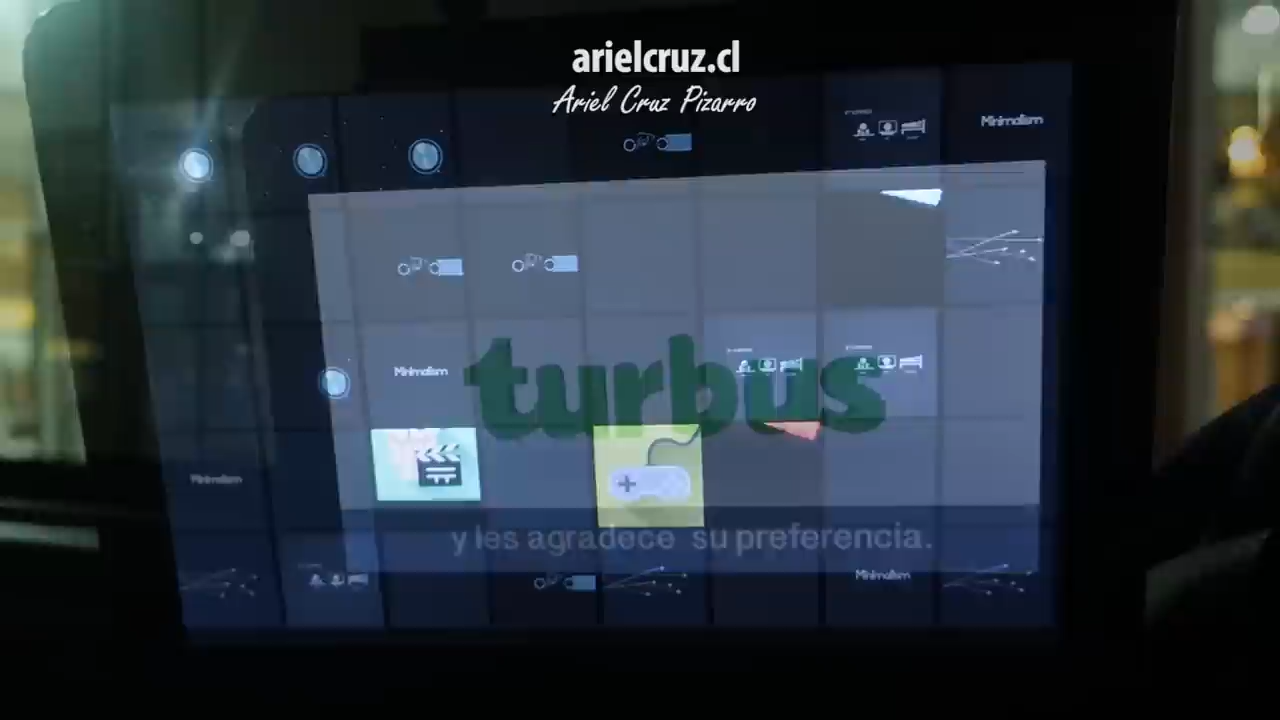 arielcruz.cl
Ariel Cruz Pizarro
Minimalism
Minimalism
turbus
Minimalism
y les agradece su preferencia.
Minimalism